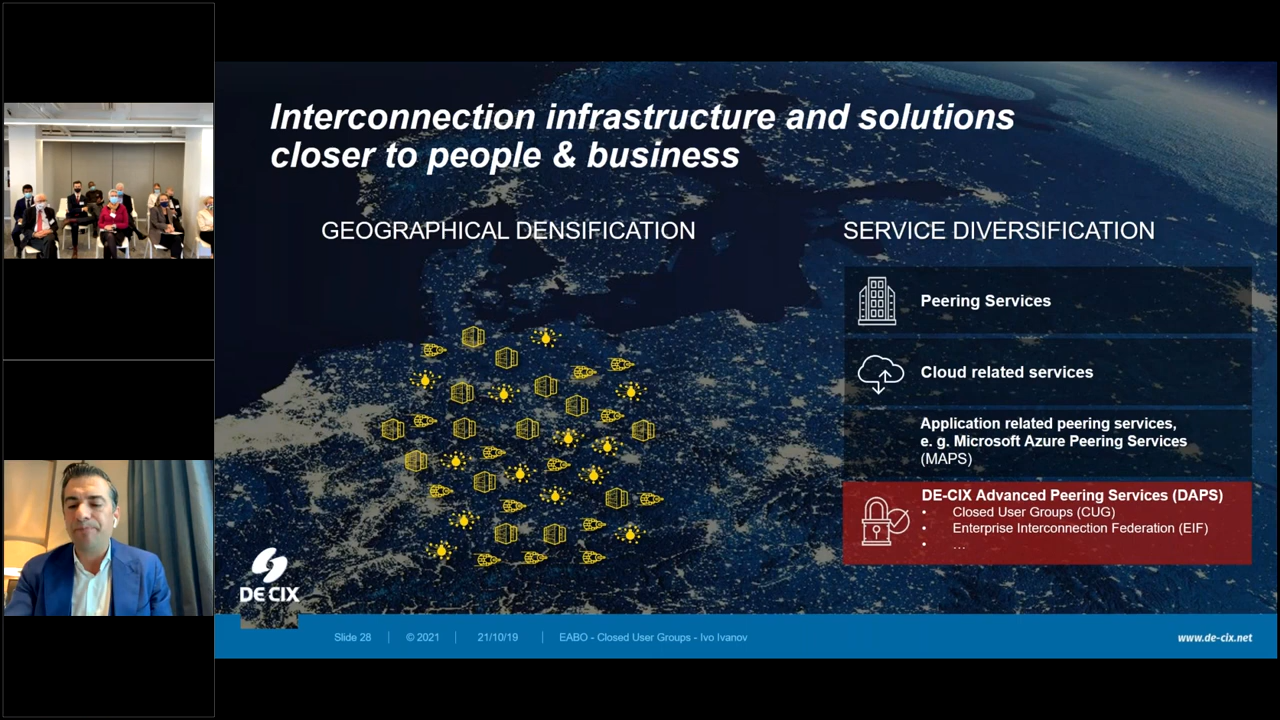 Interconnection infrastructure and solutions
closer to people & business
GEOGRAPHICAL DENSIFICATION
SERVICE DIVERSIFICATION
Peering Services
Cloud related services
Application related peering services,
e. g. Microsoft Azure Peering Services
(MAPS)
DE-CIX Advanced Peering Services (DAPS)
• Closed User Groups (CUG)
• Enterprise Interconnection Federation (EIF)
• ...
DE CIX
Slide 28 | © 2021 | 21/10/19 | EABO - Closed User Groups - Ivo Ivanov
www.de-cix.net